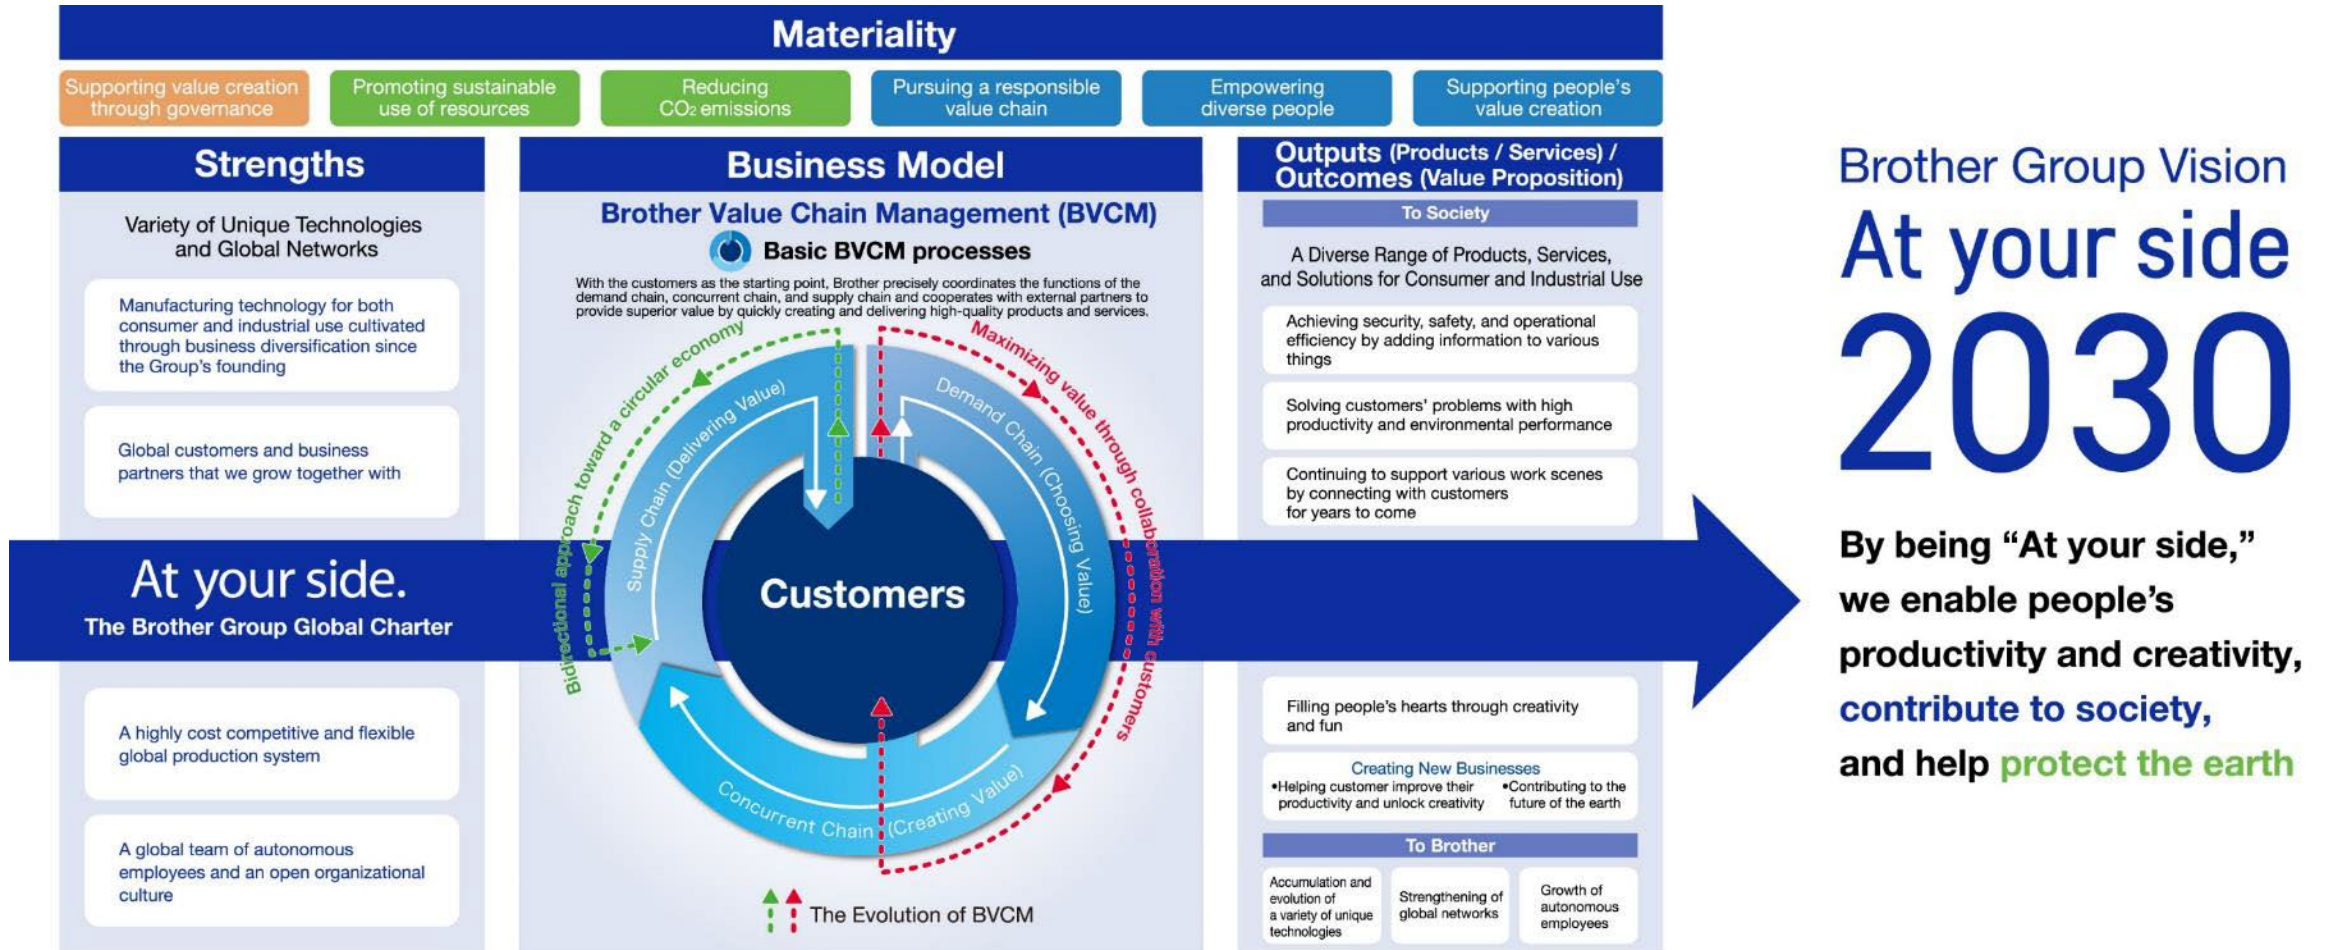 Materiality
Supporting value creation
through governance
Promoting sustainable
use of resources
Reducing
CO2 emissions
Pursuing a responsible
value chain
Empowering
diverse people
Supporting people's
value creation
Strengths
Variety of Unique Technologies
and Global Networks
Manufacturing technology for both
consumer and industrial use cultivated
through business diversification since
the Group's founding
Global customers and business
partners that we grow together with
At your side.
The Brother Group Global Charter
A highly cost competitive and flexible
global production system
A global team of autonomous
employees and an open organizational
culture
Business Model
Brother Value Chain Management (BVCM)
Basic BVCM processes
With the customers as the starting point, Brother precisely coordinates the functions of the
demand chain, concurrent chain, and supply chain and cooperates with external partners to
provide superior value by quickly creating and delivering high-quality products and services.
Bidirectional approach toward a circular economy
Maximizing value through collaboration with customers
Supply Chain (Delivering Value)
Demand Chain (Choosing Value)
Customers
Concurrent Chain (Creating Value)
The Evolution of BVCM
Outputs (Products / Services) /
Outcomes (Value Proposition)
To Society
A Diverse Range of Products, Services,
and Solutions for Consumer and Industrial Use
Achieving security, safety, and operational
efficiency by adding information to various
things
Solving customers' problems with high
productivity and environmental performance
Continuing to support various work scenes
by connecting with customers
for years to come
Filling people's hearts through creativity
and fun
Creating New Businesses
•Helping customer improve their
productivity and unlock creativity
•Contributing to the
future of the earth
To Brother
Accumulation and
evolution of
a variety of unique
technologies
Strengthening of
global networks
Growth of
autonomous
employees
Brother Group Vision
At your side
2030
By being “At your side,”
we enable people's
productivity and creativity,
contribute to society,
and help protect the earth